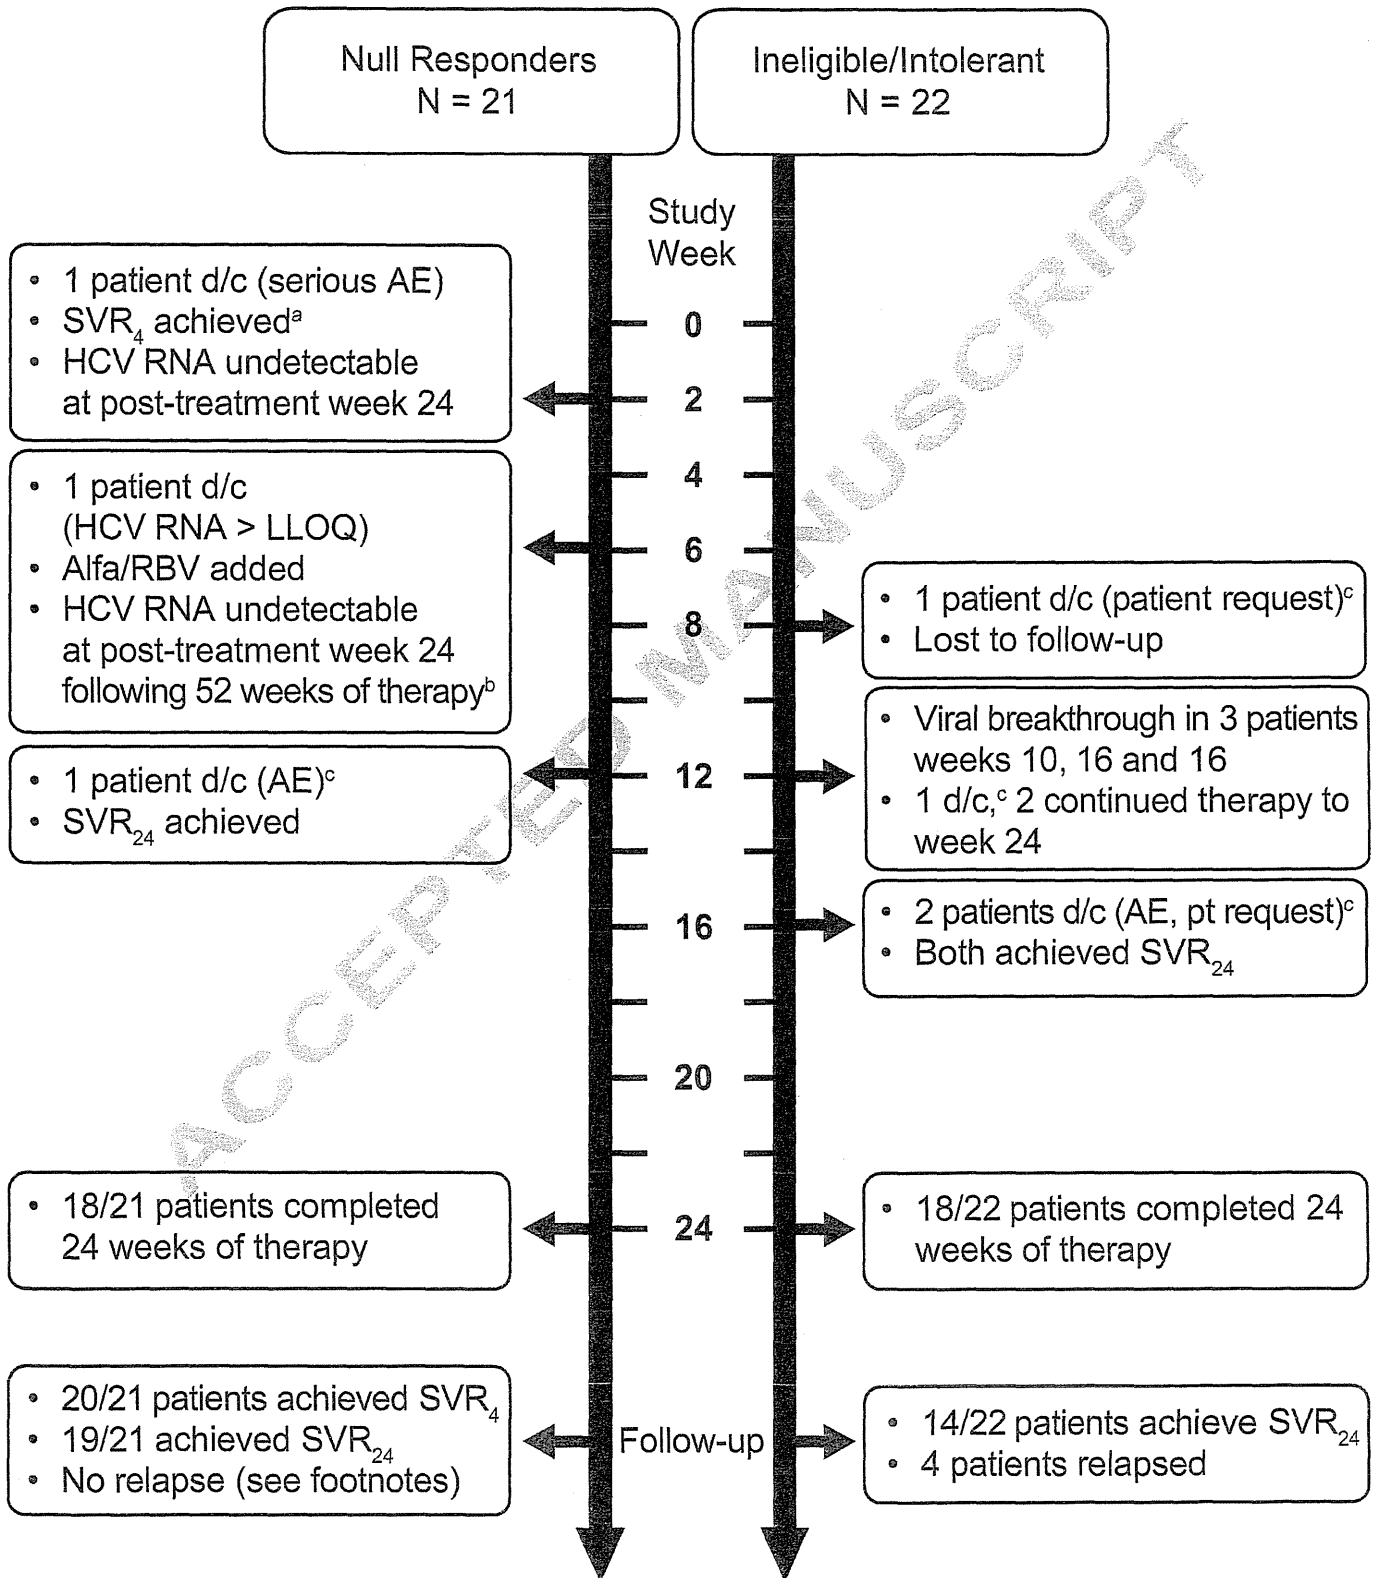 Null Responders
N = 21
Ineligible/Intolerant
N = 22
Study
Week
0
2
4
6
8
12
16
20
24
Follow-up
• 1 patient d/c (serious AE)
• SVR₄ achievedᵃ
• HCV RNA undetectable
at post-treatment week 24
• 1 patient d/c
(HCV RNA > LLOQ)
• Alfa/RBV added
• HCV RNA undetectable
at post-treatment week 24
following 52 weeks of therapyᵇ
• 1 patient d/c (AE)ᶜ
• SVR₂₄ achieved
• 18/21 patients completed
24 weeks of therapy
• 20/21 patients achieved SVR₄
• 19/21 achieved SVR₂₄
• No relapse (see footnotes)
• 1 patient d/c (patient request)ᶜ
• Lost to follow-up
• Viral breakthrough in 3 patients
weeks 10, 16 and 16
• 1 d/c,ᶜ 2 continued therapy to
week 24
• 2 patients d/c (AE, pt request)ᶜ
• Both achieved SVR₂₄
• 18/22 patients completed 24
weeks of therapy
• 14/22 patients achieve SVR₂₄
• 4 patients relapsed
ACCEPTED MANUSCRIPT